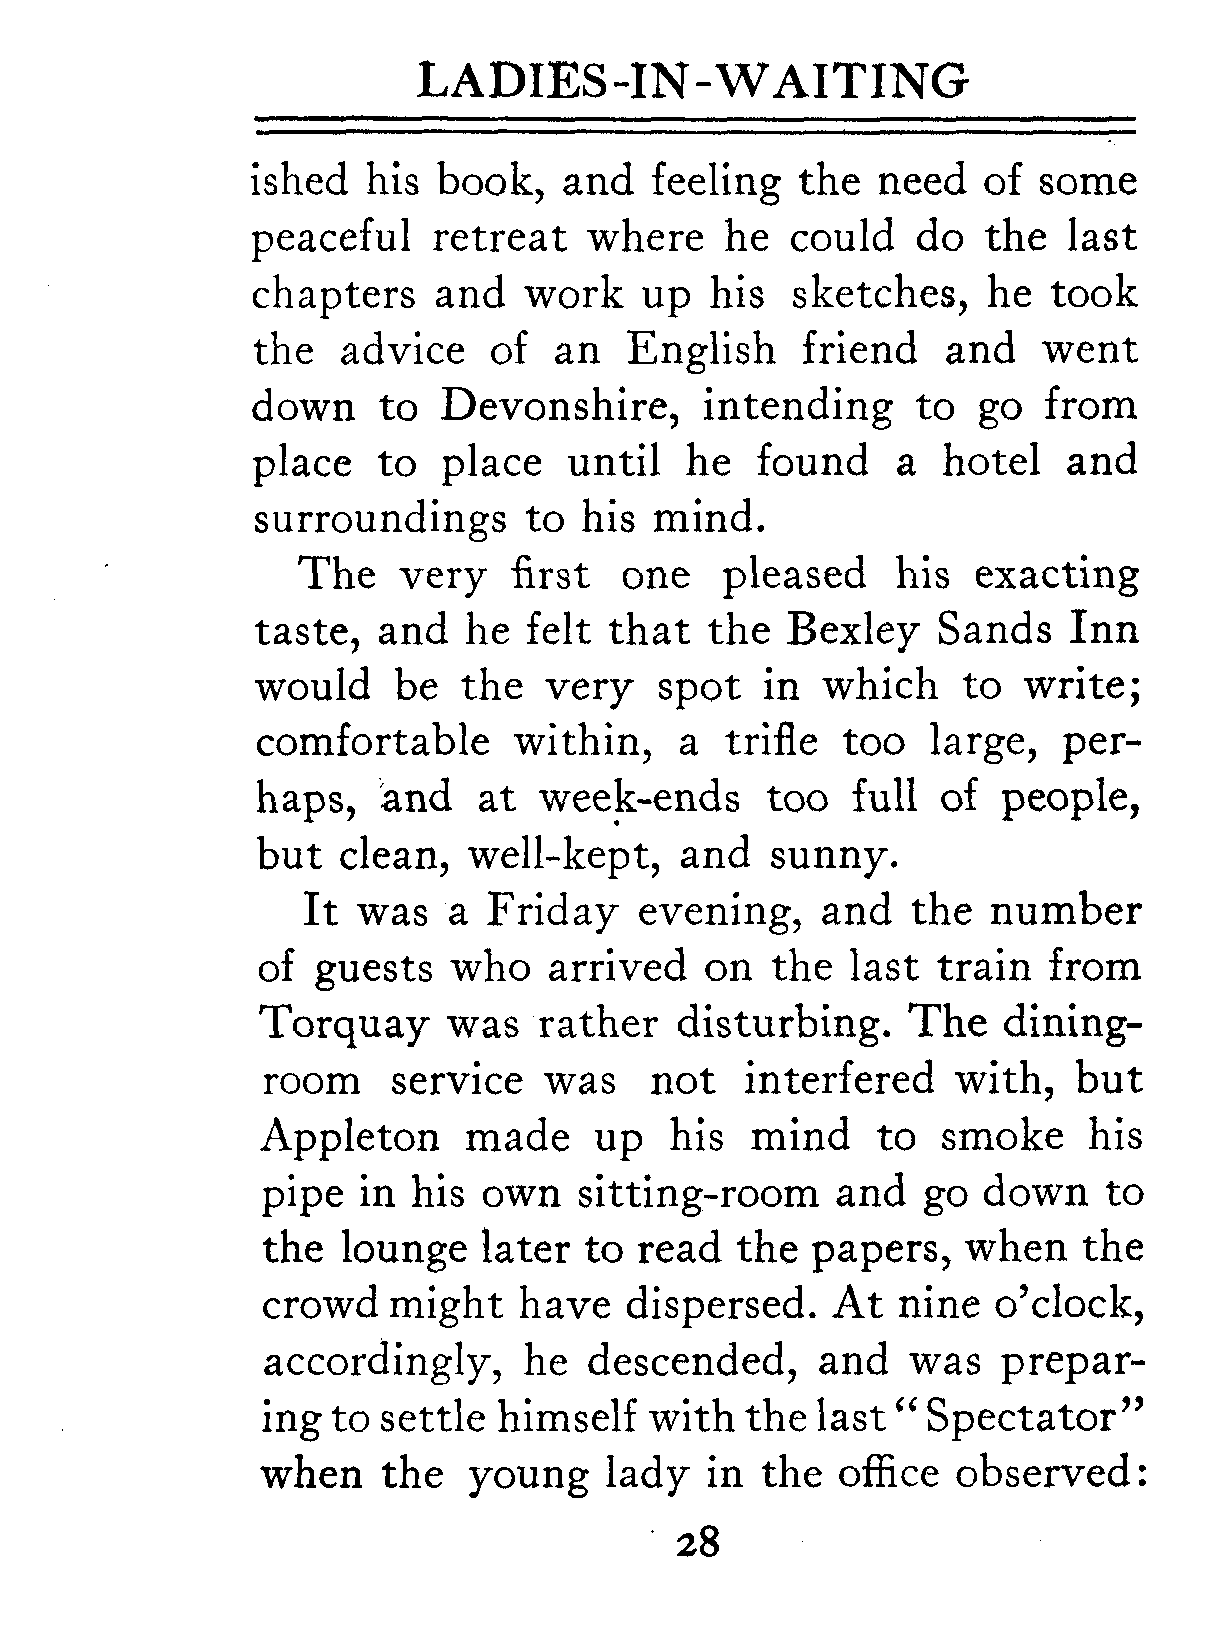 LADIES-IN-WAITING
ished his book, and feeling the need of some
peaceful retreat where he could do the last
chapters and work up his sketches, he took
the advice of an English friend and went
down to Devonshire, intending to go from
place to place until he found a hotel and
surroundings to his mind.
The very first one pleased his exacting
taste, and he felt that the Bexley Sands Inn
would be the very spot in which to write;
comfortable within, a trifle too large, per-
haps, and at week-ends too full of people,
but clean, well-kept, and sunny.
It was a Friday evening, and the number
of guests who arrived on the last train from
Torquay was rather disturbing. The dining-
room service was not interfered with, but
Appleton made up his mind to smoke his
pipe in his own sitting-room and go down to
the lounge later to read the papers, when the
crowd might have dispersed. At nine o'clock,
accordingly, he descended, and was prepar-
ing to settle himself with the last "Spectator"
when the young lady in the office observed:
28